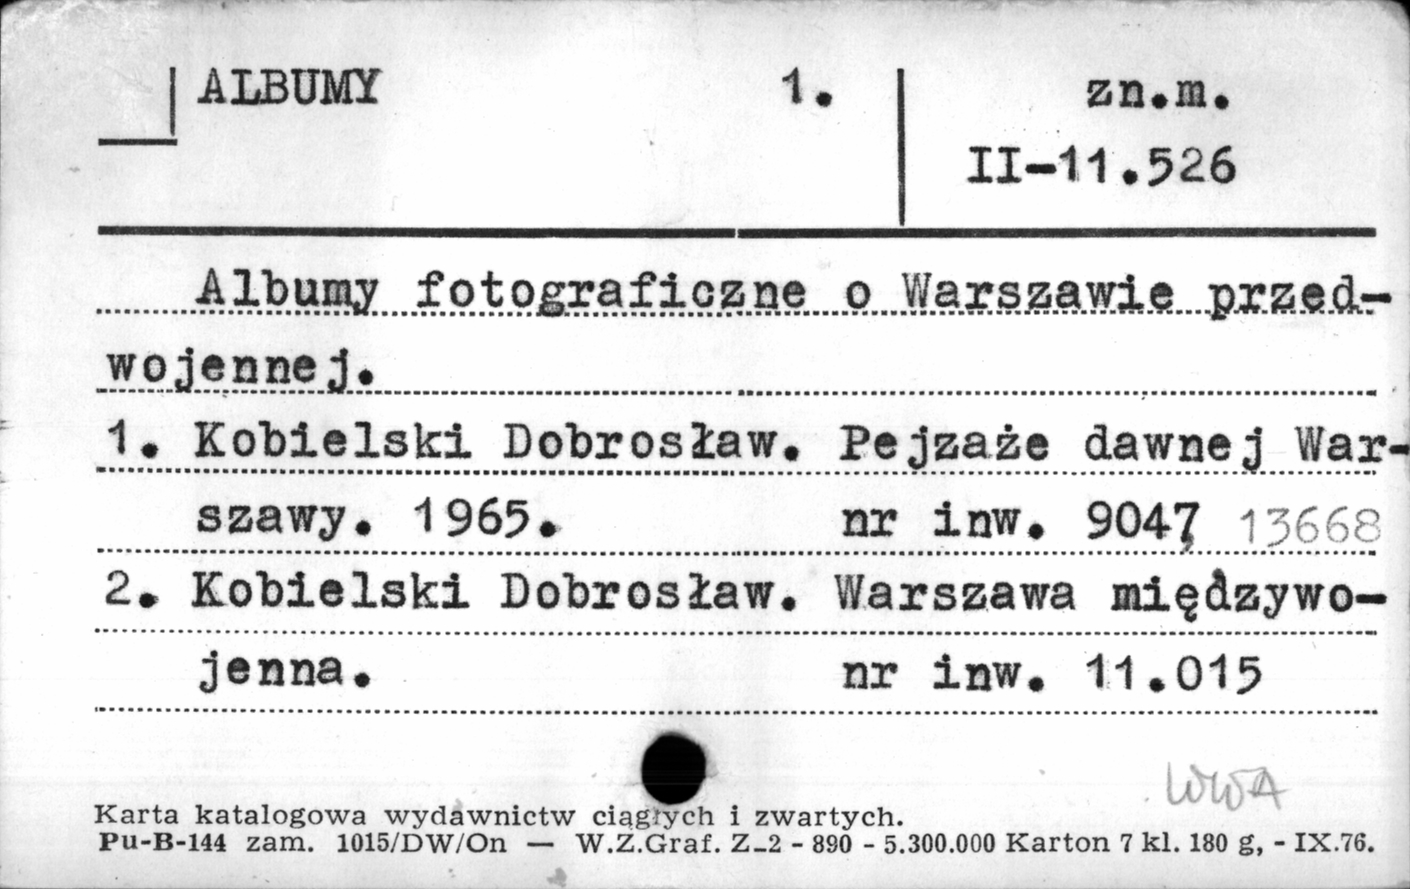 ALBUMY 1. zn.m.
II-11.526
Albumy fotograficzne o Warszawie przed-
wojennej.
1. Kobielski Dobrosław. Pejzaże dawnej War-
szawy. 1965. nr inw. 9047 13668
2. Kobielski Dobrosław. Warszawa międzywo-
jenna. nr inw. 11.015
WWA
Karta katalogowa wydawnictw ciągłych i zwartych.
Pu-B-144 zam. 1015/DW/On — W.Z.Graf. Z-2 - 890 - 5.300.000 Karton 7 kl. 180 g, - IX.76.